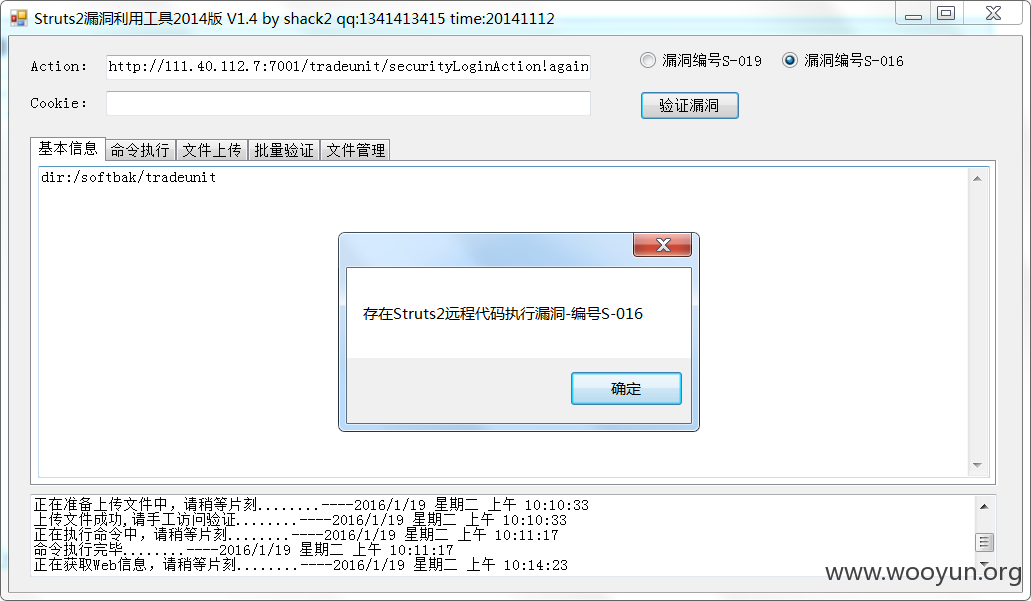 Struts2漏洞利用工具2014版 V1.4 by shack2 qq:1341413415 time:20141112
Action: http://111.40.112.7:7001/tradeunit/securityLoginAction!again
漏洞编号S-019 漏洞编号S-016
Cookie:
验证漏洞
基本信息 命令执行 文件上传 批量验证 文件管理
dir:/softbak/tradeunit
存在Struts2远程代码执行漏洞-编号S-016
确定
正在准备上传文件中，请稍等片刻........----2016/1/19 星期二 上午 10:10:33
上传文件成功,请手工访问验证........----2016/1/19 星期二 上午 10:10:33
正在执行命令中，请稍等片刻........----2016/1/19 星期二 上午 10:11:17
命令执行完毕........----2016/1/19 星期二 上午 10:11:17
正在获取Web信息，请稍等片刻........----2016/1/19 星期二 上午 10:14:23
www.wooyun.org